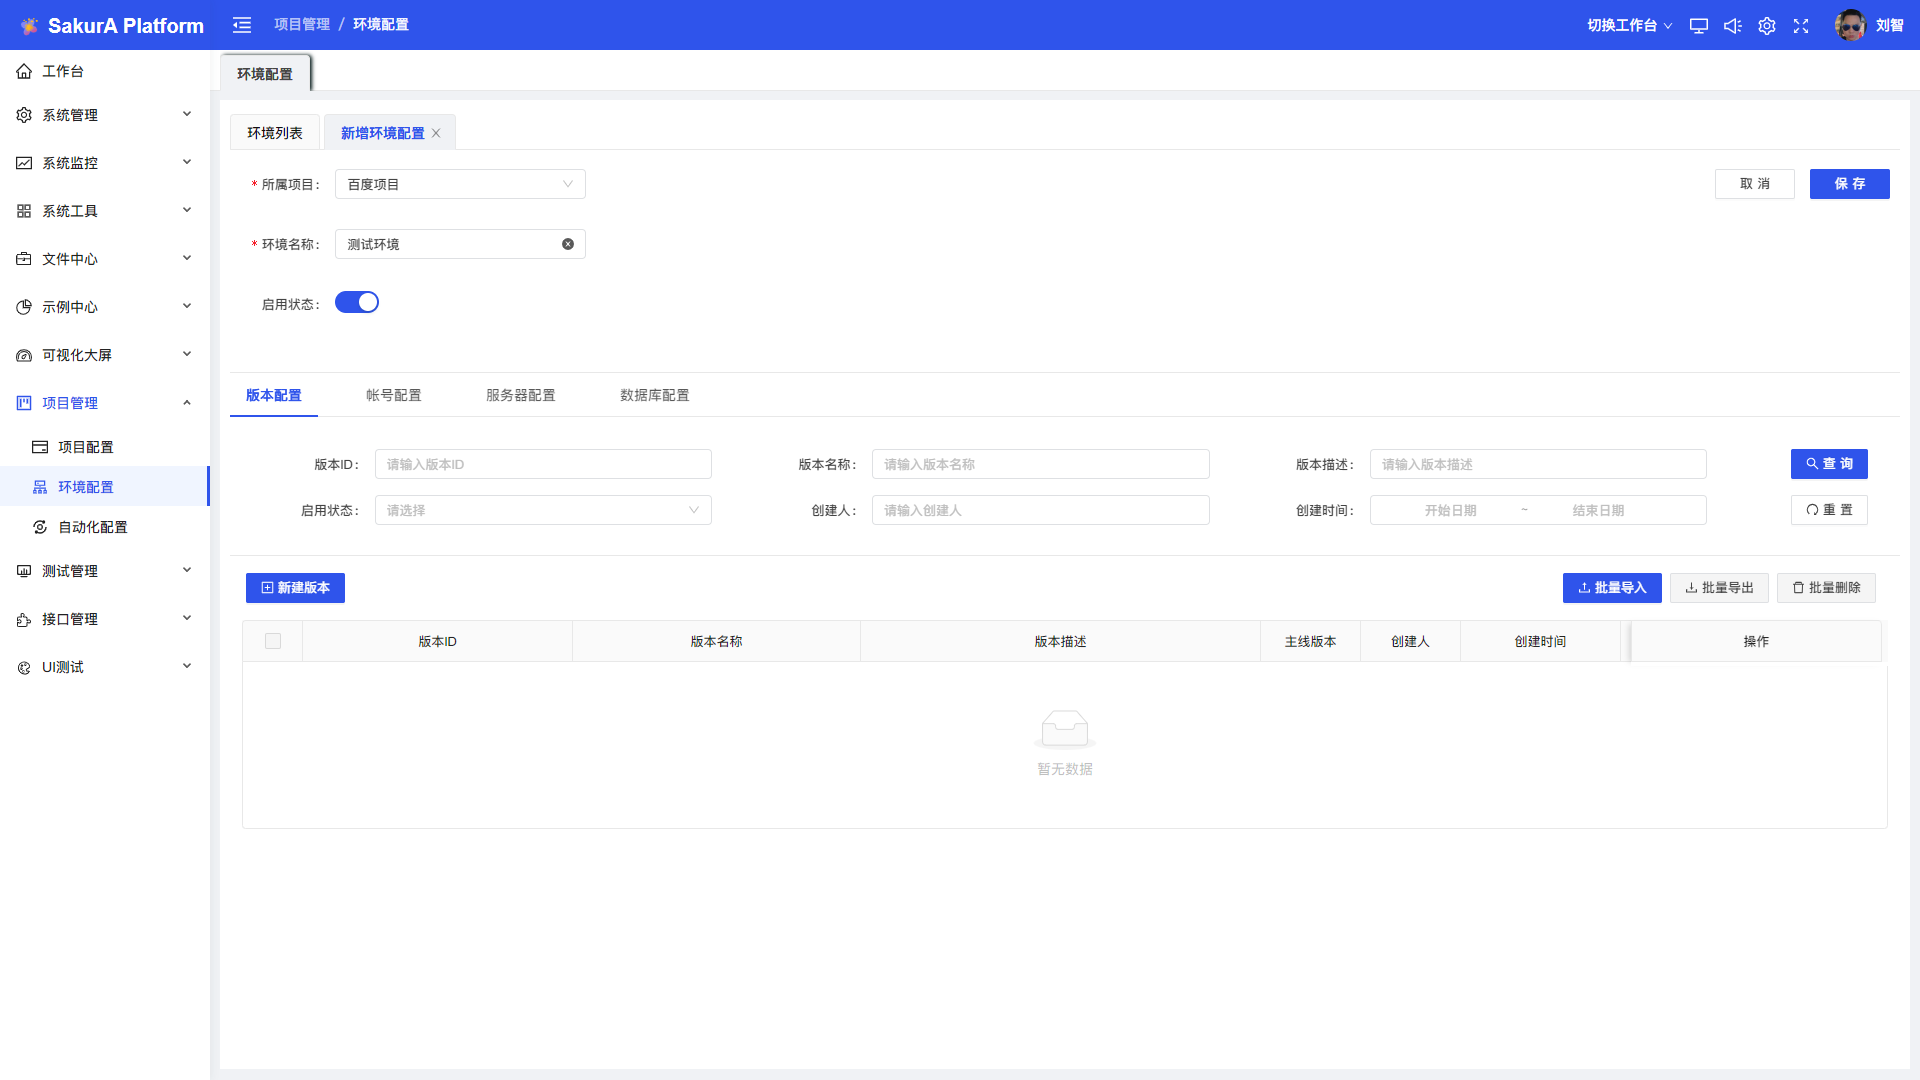 SakurA Platform
项目管理 / 环境配置
切换工作台
刘智
工作台
系统管理
系统监控
系统工具
文件中心
示例中心
可视化大屏
项目管理
项目配置
环境配置
自动化配置
测试管理
接口管理
UI测试
环境配置
环境列表
新增环境配置
* 所属项目： 百度项目
取 消
保 存
* 环境名称： 测试环境
启用状态：
版本配置
帐号配置
服务器配置
数据库配置
版本ID： 请输入版本ID
版本名称： 请输入版本名称
版本描述： 请输入版本描述
查 询
启用状态： 请选择
创建人： 请输入创建人
创建时间： 开始日期 ~ 结束日期
重 置
新建版本
批量导入
批量导出
批量删除
版本ID 版本名称 版本描述 主线版本 创建人 创建时间 操作
暂无数据